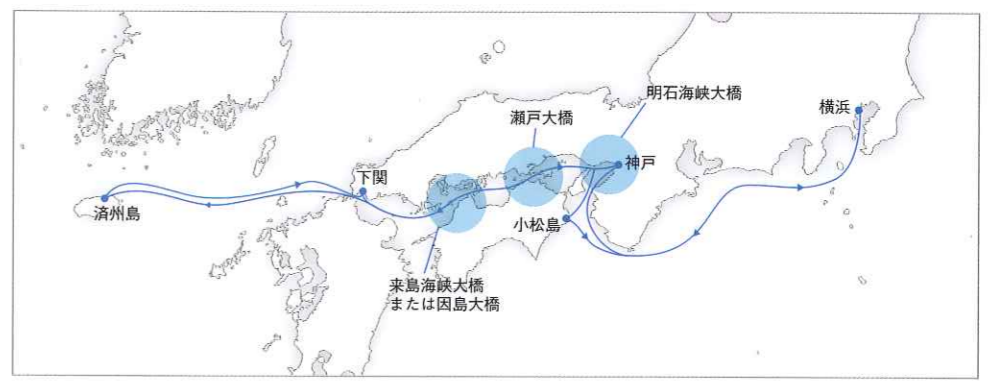 明石海峡大橋
瀬戸大橋
横浜
神戸
下関
済州島
小松島
来島海峡大橋
または因島大橋